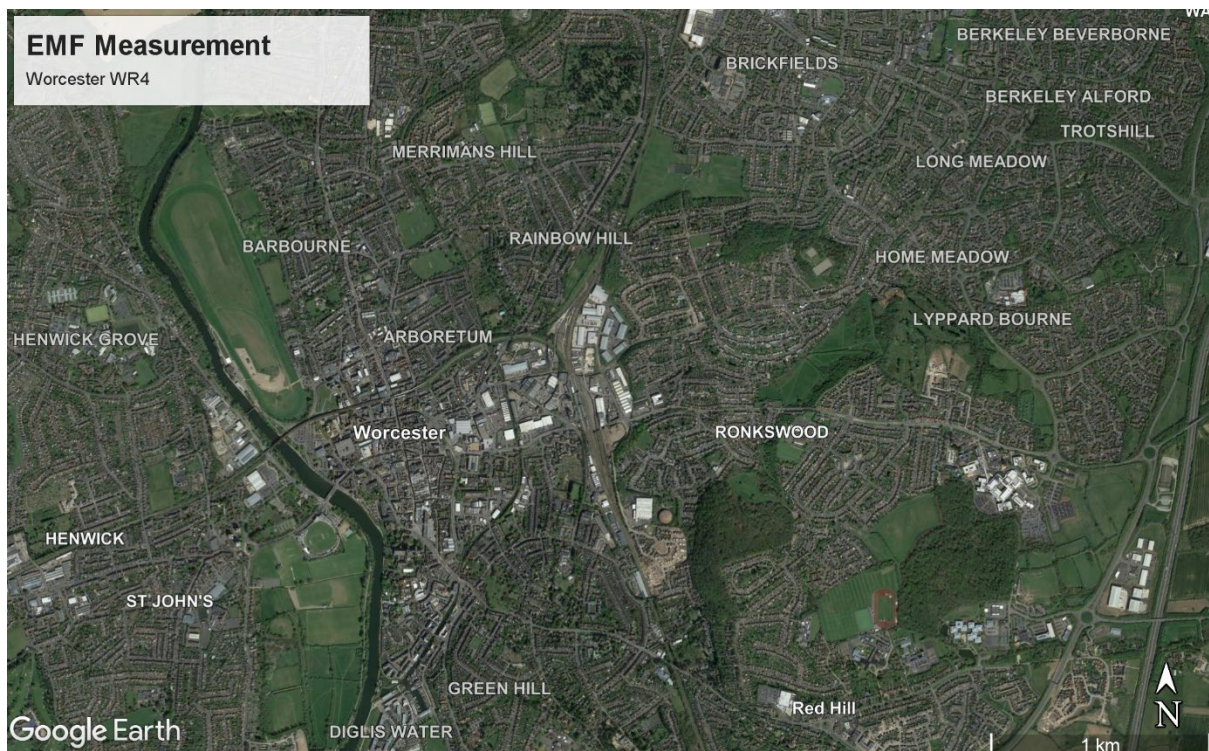 EMF Measurement
Worcester WR4
WA
BERKELEY BEVERBORNE
BRICKFIELDS
BERKELEY ALFORD
TROTSHILL
MERRIMANS HILL
LONG MEADOW
BARBOURNE
RAINBOW HILL
HOME MEADOW
LYPPARD BOURNE
HENWICK GROVE
ARBORETUM
Worcester
RONKSWOOD
HENWICK
ST JOHN'S
GREEN HILL
Red Hill
N
Google Earth
DIGLIS WATER
1 km